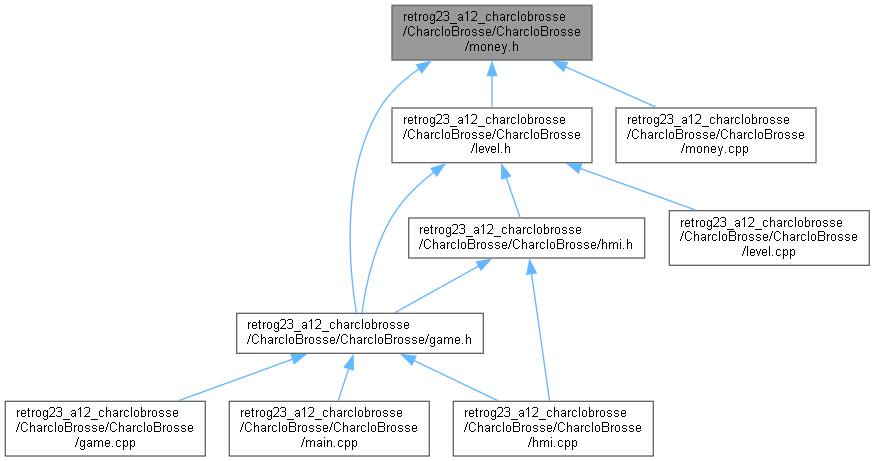 retrog23_a12_charclobrosse
/CharcloBrosse/CharcloBrosse
/money.h
retrog23_a12_charclobrosse
/CharcloBrosse/CharcloBrosse
/level.h
retrog23_a12_charclobrosse
/CharcloBrosse/CharcloBrosse
/money.cpp
retrog23_a12_charclobrosse
/CharcloBrosse/CharcloBrosse/hmi.h
retrog23_a12_charclobrosse
/CharcloBrosse/CharcloBrosse
/level.cpp
retrog23_a12_charclobrosse
/CharcloBrosse/CharcloBrosse/game.h
retrog23_a12_charclobrosse
/CharcloBrosse/CharcloBrosse
/game.cpp
retrog23_a12_charclobrosse
/CharcloBrosse/CharcloBrosse
/main.cpp
retrog23_a12_charclobrosse
/CharcloBrosse/CharcloBrosse
/hmi.cpp